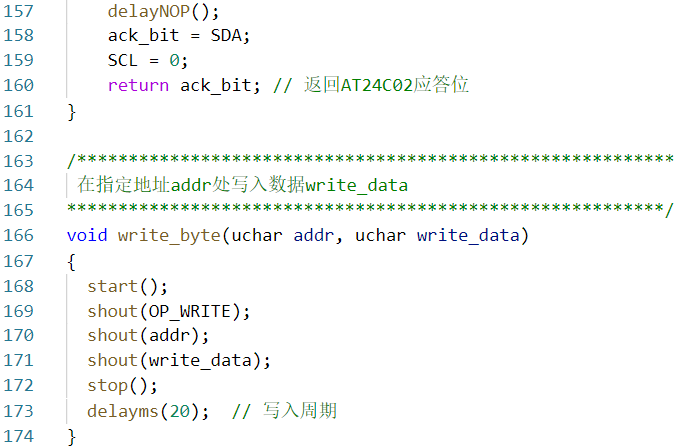 157 delayNOP();
158 ack_bit = SDA;
159 SCL = 0;
160 return ack_bit; // 返回AT24C02应答位
161 }
162
163 /**********************************************************
164 在指定地址addr处写入数据write_data
165 **********************************************************/
166 void write_byte(uchar addr, uchar write_data)
167 {
168 start();
169 shout(OP_WRITE);
170 shout(addr);
171 shout(write_data);
172 stop();
173 delayms(20); // 写入周期
174 }